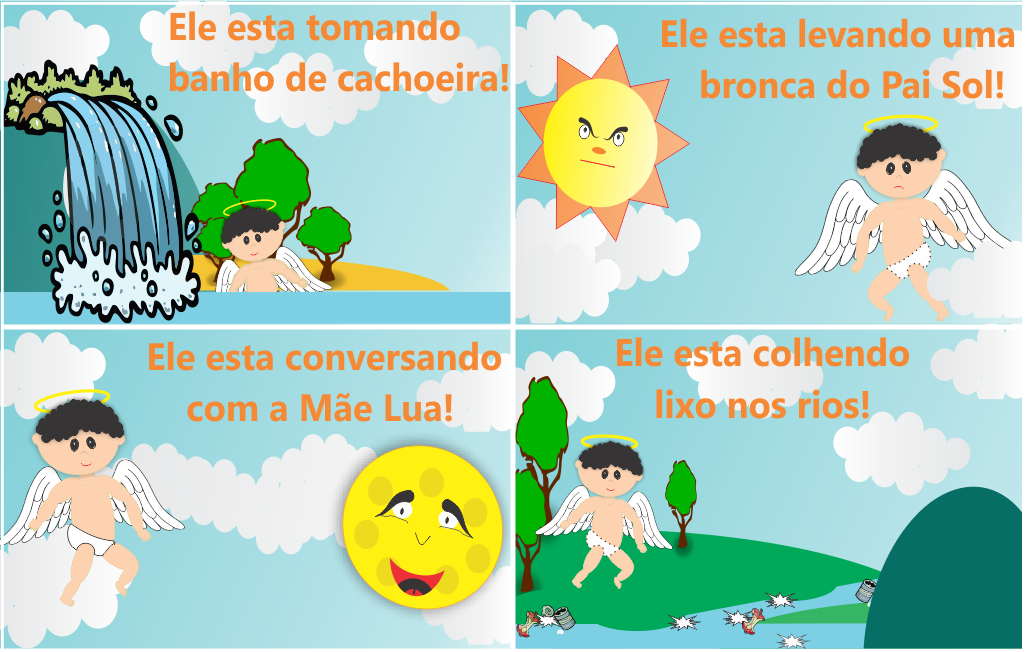 Ele esta tomando
banho de cachoeira!
Ele esta levando uma
bronca do Pai Sol!
Ele esta conversando
com a Mãe Lua!
Ele esta colhendo
lixo nos rios!